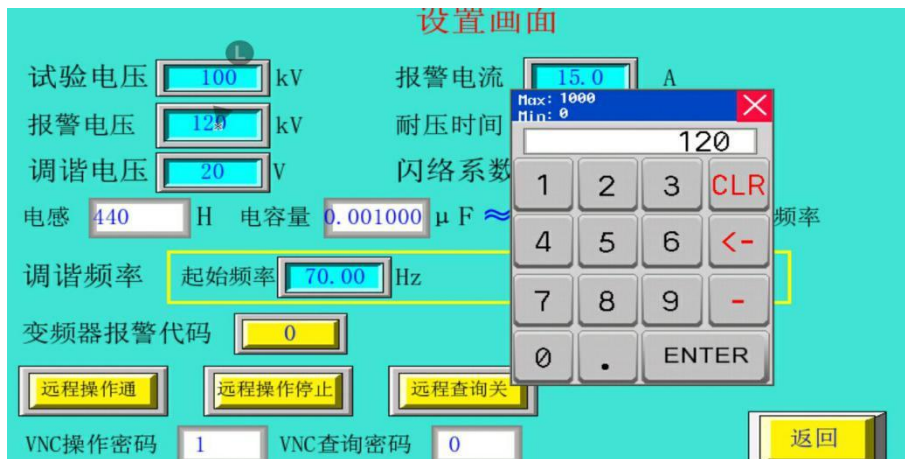 设置画面
L
试验电压 100 kV 报警电流 15.0 A
报警电压 120 kV 耐压时间
调谐电压 20 V 闪络系数
电感 440 H 电容量 0.001000 μF ≈ 频率
调谐频率 起始频率 70.00 Hz
变频器报警代码 0
远程操作通 远程操作停止 远程查询关
VNC操作密码 1 VNC查询密码 0 返回
Max: 1000
Min: 0
120
1 2 3 CLR
4 5 6 <-
7 8 9 -
0 . ENTER